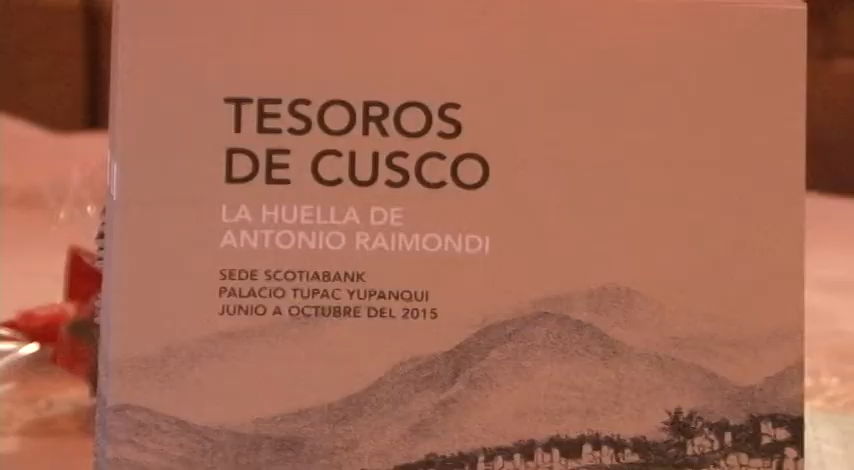 TESOROS
DE CUSCO
LA HUELLA DE
ANTONIO RAIMONDI
SEDE SCOTIABANK
PALACIO TUPAC YUPANQUI
JUNIO A OCTUBRE DEL 2015